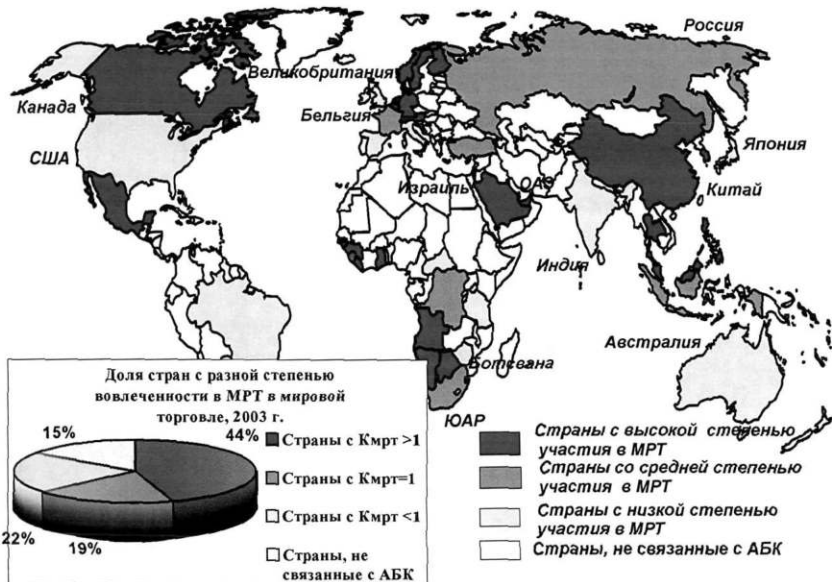 Россия
Великобритания
Канада
Бельгия
Япония
США
Израиль
ОАЭ
Китай
Индия
Австралия
Ботсвана
ЮАР
Доля стран с разной степенью
вовлеченности в МРТ в мировой
торговле, 2003 г.
15%
44%
22%
19%
Страны с Кмрт >1
Страны с Кмрт=1
Страны с Кмрт <1
Страны, не
связанные с АБК
Страны с высокой степенью
участия в МРТ
Страны со средней степенью
участия в МРТ
Страны с низкой степенью
участия в МРТ
Страны, не связанные с АБК